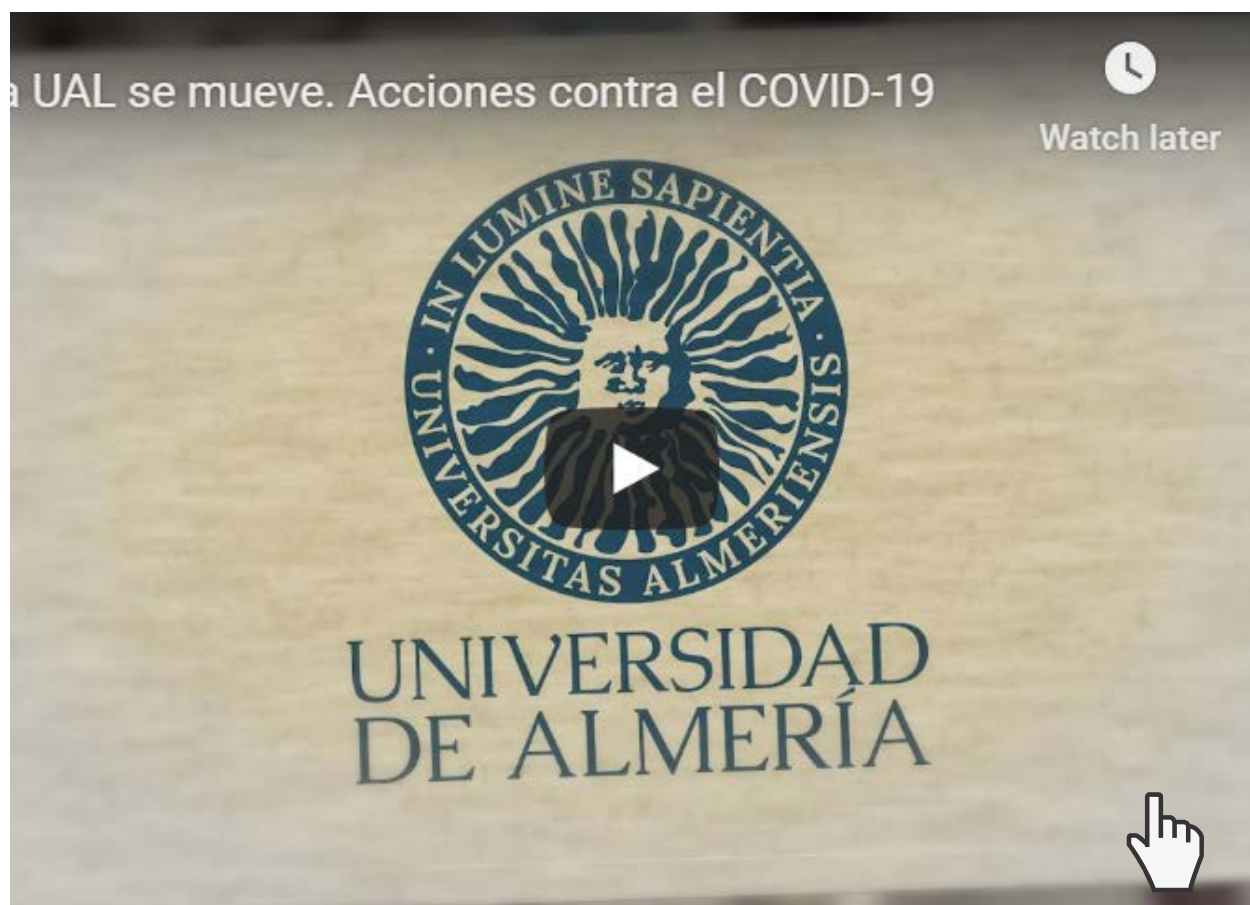 a UAL se mueve. Acciones contra el COVID-19
Watch later
· IN LUMINE SAPIENTIA ·
UNIVERSITAS ALMERIENSIS
UNIVERSIDAD
DE ALMERÍA